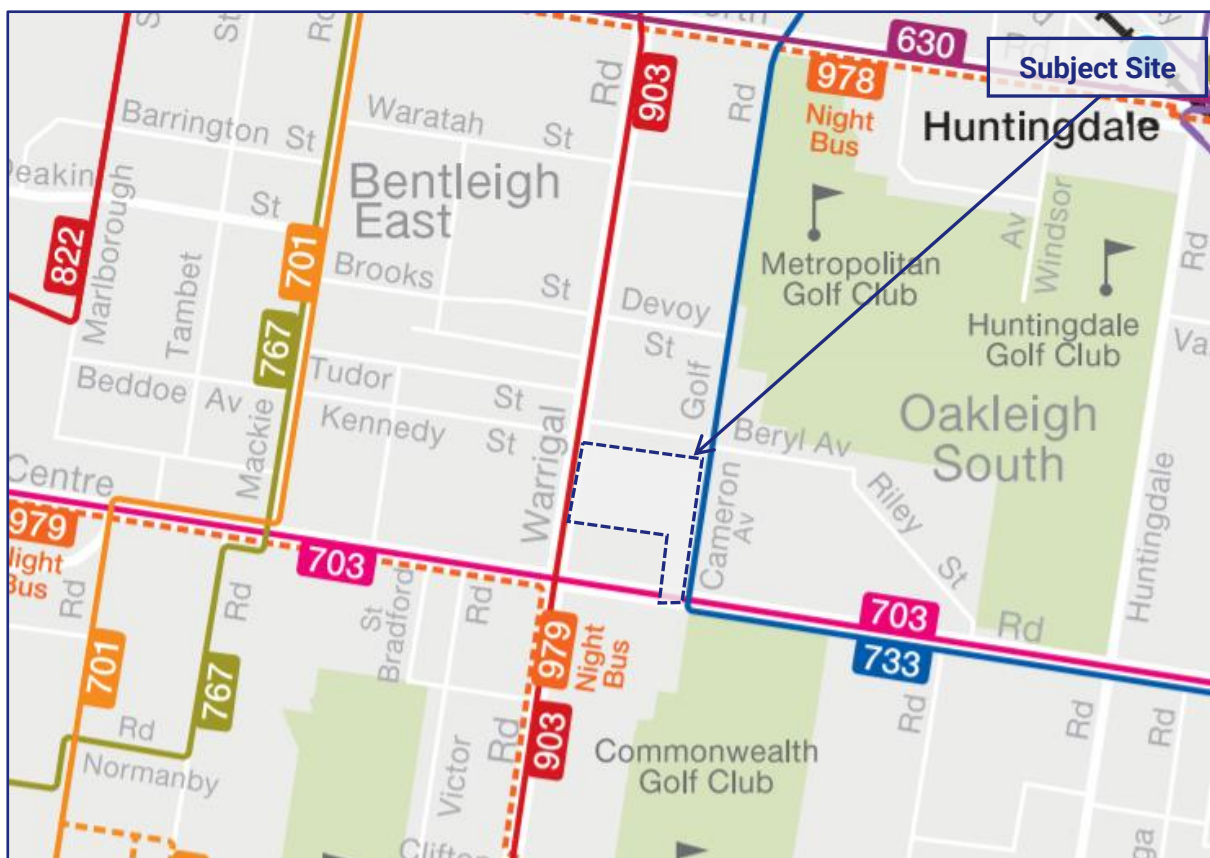 630
Rd
Subject Site
903
978
Night
Bus
Huntingdale
St
Rd
Rd
Rd
Waratah
St
Barrington St
Deakin
St
Bentleigh
East
Av
Windsor
Metropolitan
Golf Club
Huntingdale
Golf Club
Rd
822
Marlborough
Tambet
701
Brooks
St
Devoy
St
767
Golf
Oakleigh
South
Beddoe Av
Mackie
Tudor
St
Kennedy
St
Warrigal
Beryl Av
Riley
St
Cameron
Av
Huntingdale
Centre
979
Night
Bus
703
703
Rd
733
Rd
Rd
St
Bradford
Rd
979
Night
Bus
701
767
Rd
Normanby
Victor
Rd
903
Commonwealth
Golf Club
Rd
Rd
Rd